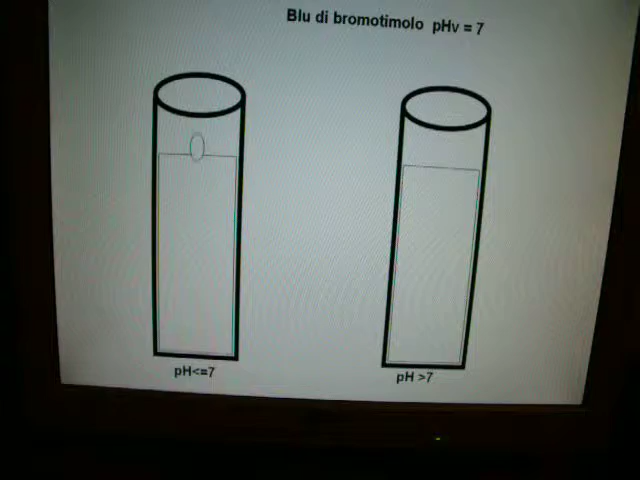 Blu di bromotimolo pHv = 7
pH<=7
pH >7